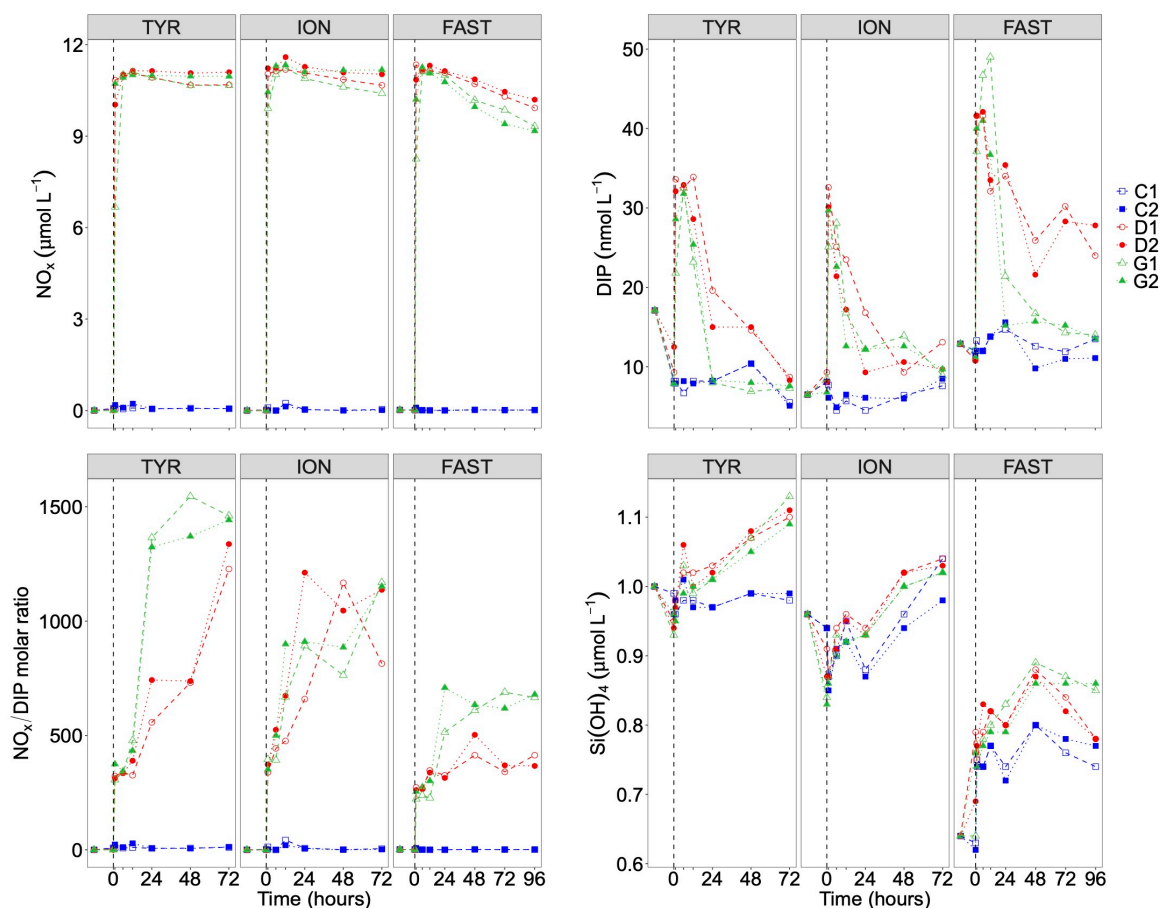 TYR ION FAST
NOₓ (µmol L⁻¹)
12
9
6
3
0
TYR ION FAST
DIP (nmol L⁻¹)
50
40
30
20
10
C1
C2
D1
D2
G1
G2
TYR ION FAST
NOₓ/DIP molar ratio
1500
1000
500
0
0 24 48 72 0 24 48 72 0 24 48 72 96
Time (hours)
TYR ION FAST
Si(OH)₄ (µmol L⁻¹)
1.1
1.0
0.9
0.8
0.7
0.6
0 24 48 72 0 24 48 72 0 24 48 72 96
Time (hours)